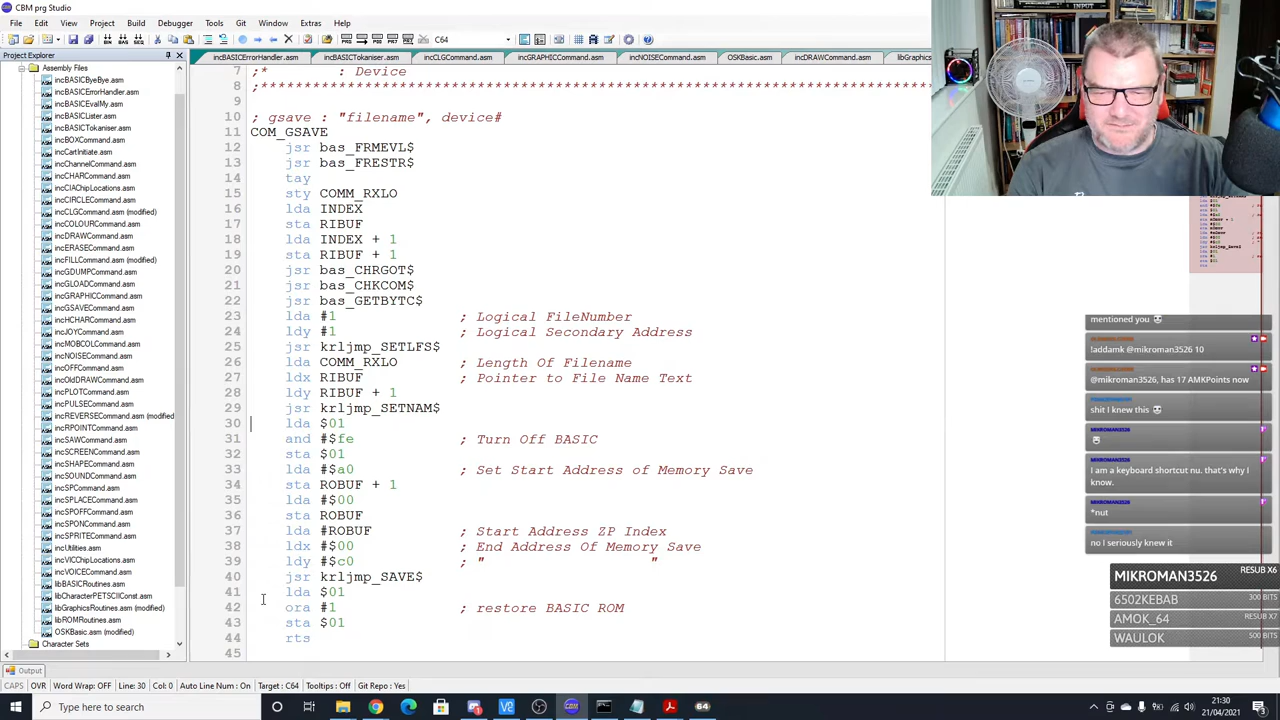 CBM prg Studio
File Edit View Project Build Debugger Tools Git Window Extras Help
C64
Project Explorer
incBASICErrorHandler.asm incBASICTokaniser.asm incCLGCommand.asm incGRAPHICCommand.asm incNOISECommand.asm OSKBasic.asm incDRAWCommand.asm libGraphics
Assembly Files
incBASICByeBye.asm
incBASICErrorHandler.asm
incBASICEvalMy.asm
incBASICLister.asm
incBASICTokaniser.asm
incBOXCommand.asm
incCartInitiate.asm
incChannelCommand.asm
incCHARCommand.asm
incCIAChipLocations.asm
incCIRCLECommand.asm
incCLGCommand.asm (modified)
incCOLOURCommand.asm
incDRAWCommand.asm
incERASECommand.asm
incFILLCommand.asm (modified)
incGDUMPCommand.asm
incGLOADCommand.asm
incGRAPHICCommand.asm
incGSAVECommand.asm
incHCHARCommand.asm
incJOYCommand.asm
incMOBCOLCommand.asm
incNOISECommand.asm
incOFFCommand.asm
incOldDRAWCommand.asm
incPLOTCommand.asm
incPULSECommand.asm
incREVERSECommand.asm (modified
incRPOINTCommand.asm
incSAWCommand.asm
incSCREENCommand.asm
incSHAPECommand.asm
incSOUNDCommand.asm
incSPCommand.asm
incSPLACECommand.asm
incSPOFFCommand.asm
incSPONCommand.asm
incSPRITECommand.asm
incUtilities.asm
incVICChipLocations.asm
incVOICECommand.asm
libBASICRoutines.asm
libCharacterPETSCIIConst.asm
libGraphicsRoutines.asm
libROMRoutines.asm
OSKBasic.asm (modified)
Character Sets
7 ;* : Device
8 ;*******************************************************************************
9
10 ; gsave : "filename", device#
11 COM_GSAVE
12 jsr bas_FRMEVL$
13 jsr bas_FRESTR$
14 tay
15 sty COMM_RXLO
16 lda INDEX
17 sta RIBUF
18 lda INDEX + 1
19 sta RIBUF + 1
20 jsr bas_CHRGOT$
21 jsr bas_CHKCOM$
22 jsr bas_GETBYTC$
23 lda #1 ; Logical FileNumber
24 ldy #1 ; Logical Secondary Address
25 jsr krljmp_SETLFS$
26 lda COMM_RXLO ; Length Of Filename
27 ldx RIBUF ; Pointer to File Name Text
28 ldy RIBUF + 1
29 jsr krljmp_SETNAM$
30 lda $01
31 and #$fe ; Turn Off BASIC
32 sta $01
33 lda #$a0 ; Set Start Address of Memory Save
34 sta ROBUF + 1
35 lda #$00
36 sta ROBUF
37 lda #ROBUF ; Start Address ZP Index
38 ldx #$00 ; End Address Of Memory Save
39 ldy #$c0 ; " "
40 jsr krljmp_SAVE$
41 lda $01
42 ora #1 ; restore BASIC ROM
43 sta $01
44 rts
45
mentioned you
!addamk @mikroman3526 10
@mikroman3526, has 17 AMKPoints now
shit I knew this
MIKROMAN3526
MIKROMAN3526
I am a keyboard shortcut nu. that's why I know.
MIKROMAN3526
*nut
no I seriously knew it
MIKROMAN3526 RESUB X6
6502KEBAB 300 BITS
AMOK_64 RESUB X7
WAULOK 500 BITS
Output
CAPS OVR Word Wrap: OFF Line: 30 Col: 0 Auto Line Num : On Target: C64 Tooltips: Off Git Repo: Yes
Type here to search
21:30
21/04/2021